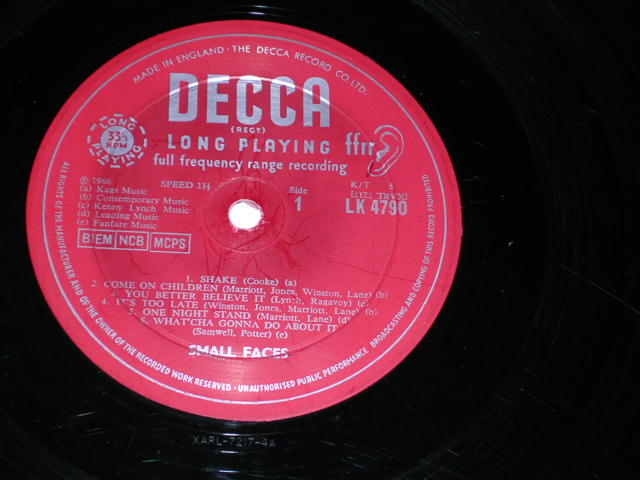 MADE IN ENGLAND · THE DECCA RECORD CO LTD.
DECCA
(REGD)
LONG PLAYING 33⅓ RPM
LONG PLAYING ffrr
full frequency range recording
℗ 1966
SPEED 33⅓
Side
1
K/T S
LK 4790
(a) Kags Music
(b) Contemporary Music
(c) Kenny Lynch Music
(d) Leading Music
(e) Fanfare Music
BIEM NCB MCPS
1. SHAKE (Cooke) (a)
2. COME ON CHILDREN (Marriott, Jones, Winston, Lane) (b)
3. YOU BETTER BELIEVE IT (Lynch, Ragavoy) (c)
4. IT'S TOO LATE (Winston, Jones, Marriott, Lane) (b)
5. ONE NIGHT STAND (Marriott, Lane) (d)
6. WHAT'CHA GONNA DO ABOUT IT
(Samwell, Potter) (e)
SMALL FACES
ALL RIGHTS OF THE MANUFACTURER AND OF THE OWNER OF THE RECORDED WORK RESERVED · UNAUTHORISED PUBLIC PERFORMANCE BROADCASTING AND COPYING OF THIS RECORD PROHIBITED
XARL-7217-4A